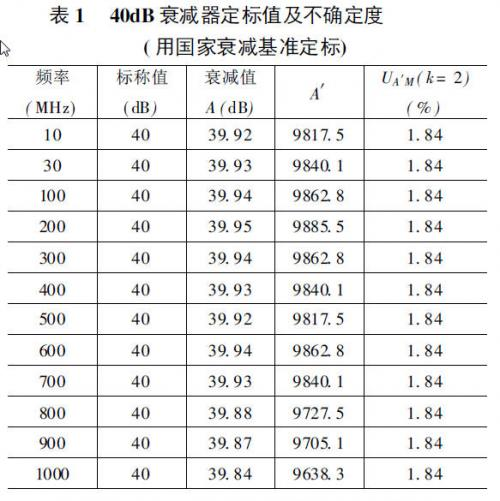 表 1 40dB 衰减器定标值及不确定度
( 用国家衰减基准定标)
频率 标称值 衰减值 A′ U_{A′M}(k= 2)
(MHz) (dB) A (dB) (%)
10 40 39.92 9817.5 1.84
30 40 39.93 9840.1 1.84
100 40 39.94 9862.8 1.84
200 40 39.95 9885.5 1.84
300 40 39.94 9862.8 1.84
400 40 39.93 9840.1 1.84
500 40 39.92 9817.5 1.84
600 40 39.94 9862.8 1.84
700 40 39.93 9840.1 1.84
800 40 39.88 9727.5 1.84
900 40 39.87 9705.1 1.84
1000 40 39.84 9638.3 1.84